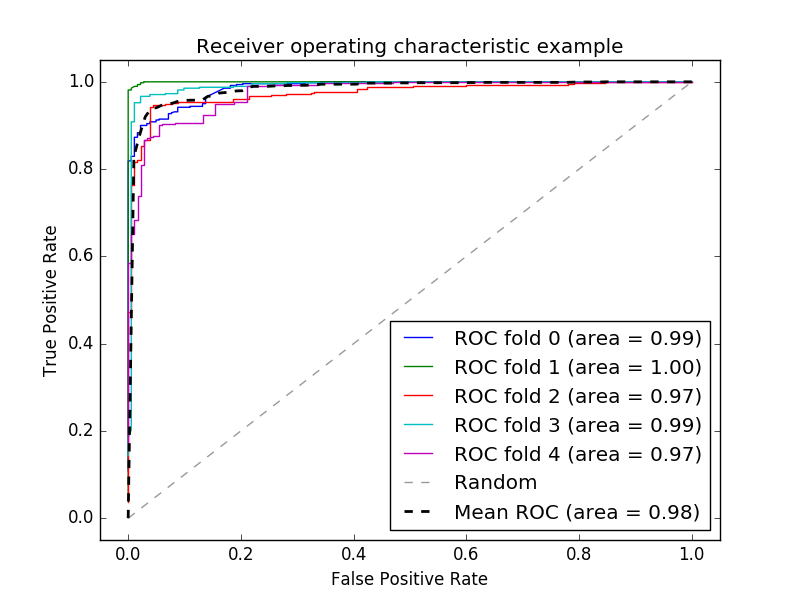 Receiver operating characteristic example
True Positive Rate
1.0
0.8
0.6
0.4
0.2
0.0
ROC fold 0 (area = 0.99)
ROC fold 1 (area = 1.00)
ROC fold 2 (area = 0.97)
ROC fold 3 (area = 0.99)
ROC fold 4 (area = 0.97)
Random
Mean ROC (area = 0.98)
0.0 0.2 0.4 0.6 0.8 1.0
False Positive Rate